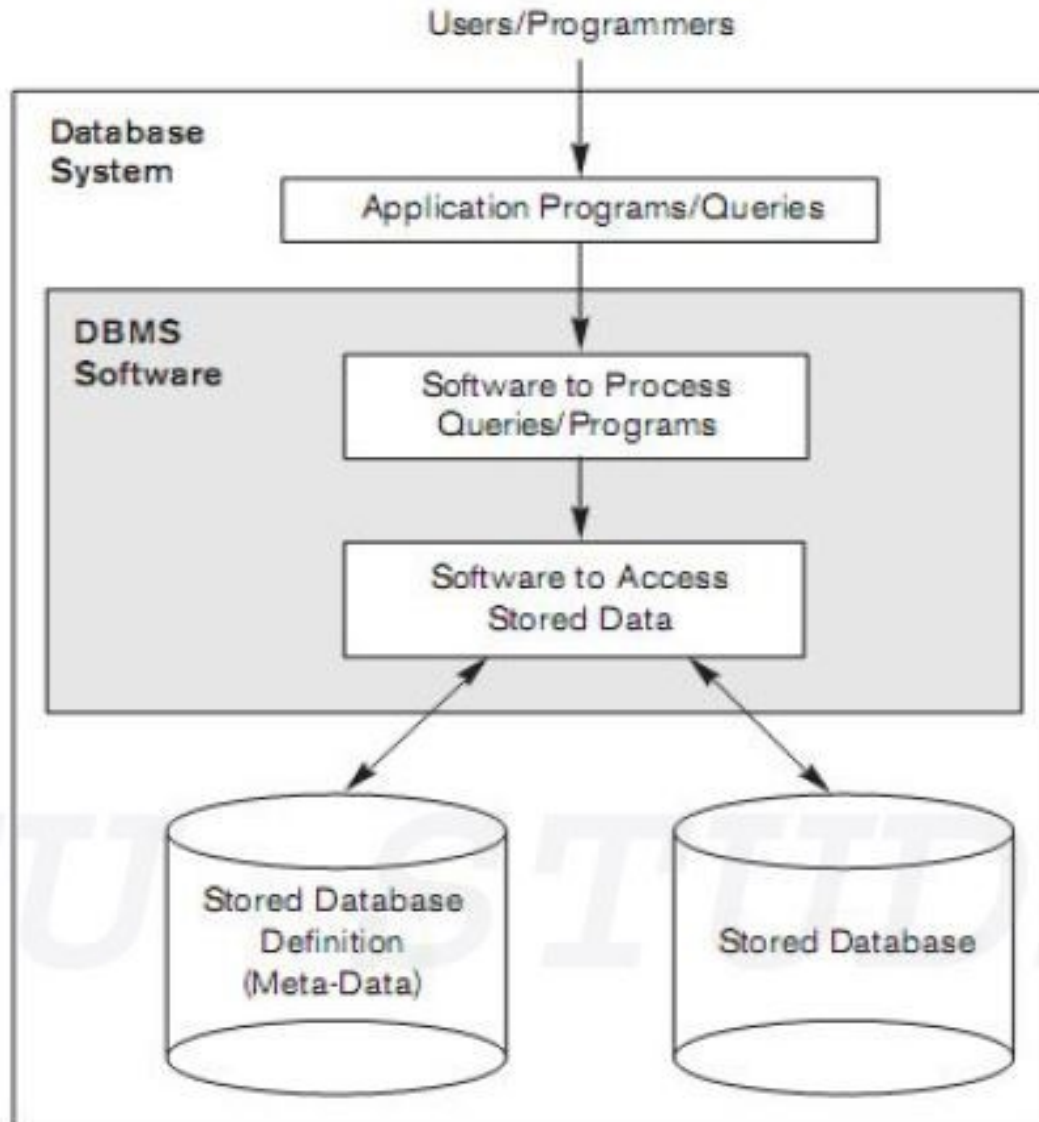 Users/Programmers
Database
System
Application Programs/Queries
DBMS
Software
Software to Process
Queries/Programs
Software to Access
Stored Data
Stored Database
Definition
(Meta-Data)
Stored Database
U STUD